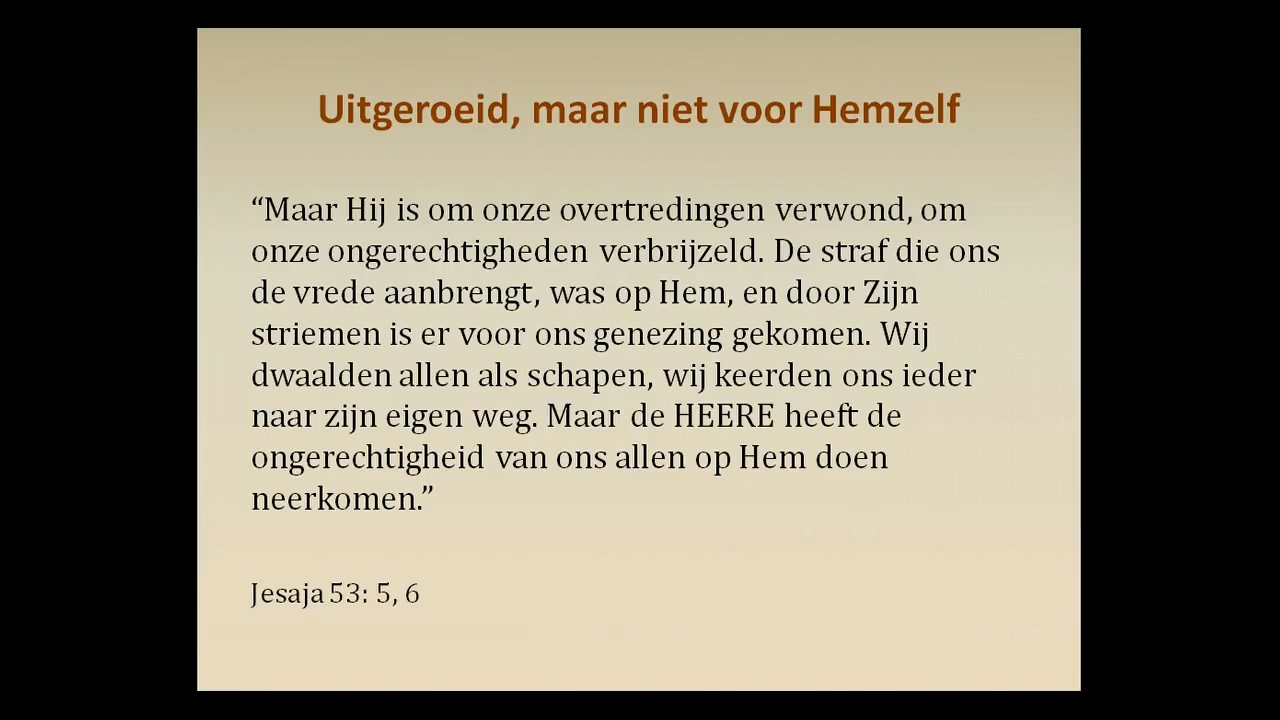 Uitgeroeid, maar niet voor Hemzelf
“Maar Hij is om onze overtredingen verwond, om
onze ongerechtigheden verbrijzeld. De straf die ons
de vrede aanbrengt, was op Hem, en door Zijn
striemen is er voor ons genezing gekomen. Wij
dwaalden allen als schapen, wij keerden ons ieder
naar zijn eigen weg. Maar de HEERE heeft de
ongerechtigheid van ons allen op Hem doen
neerkomen.”
Jesaja 53: 5, 6